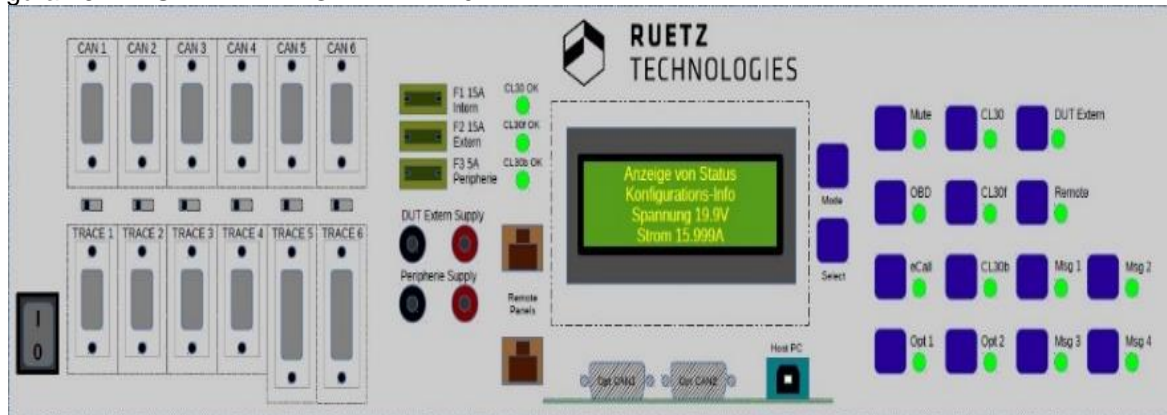 CAN 1 CAN 2 CAN 3 CAN 4 CAN 5 CAN 6
TRACE 1 TRACE 2 TRACE 3 TRACE 4 TRACE 5 TRACE 6
I
0
F1 15A
Intern
CL30 OK
F2 15A
Extern
CL30f OK
F3 5A
Peripherie
CL30b OK
DUT Extern Supply
Peripherie Supply
Remote
Panels
RUETZ
TECHNOLOGIES
Anzeige von Status
Konfigurations-Info
Spannung 19.9V
Strom 15.999A
Mode
Select
Opt CAN1 Opt CAN2
Host PC
Mute CL30 DUT Extern
OBD CL30f Remote
eCall CL30b Msg 1 Msg 2
Opt 1 Opt 2 Msg 3 Msg 4